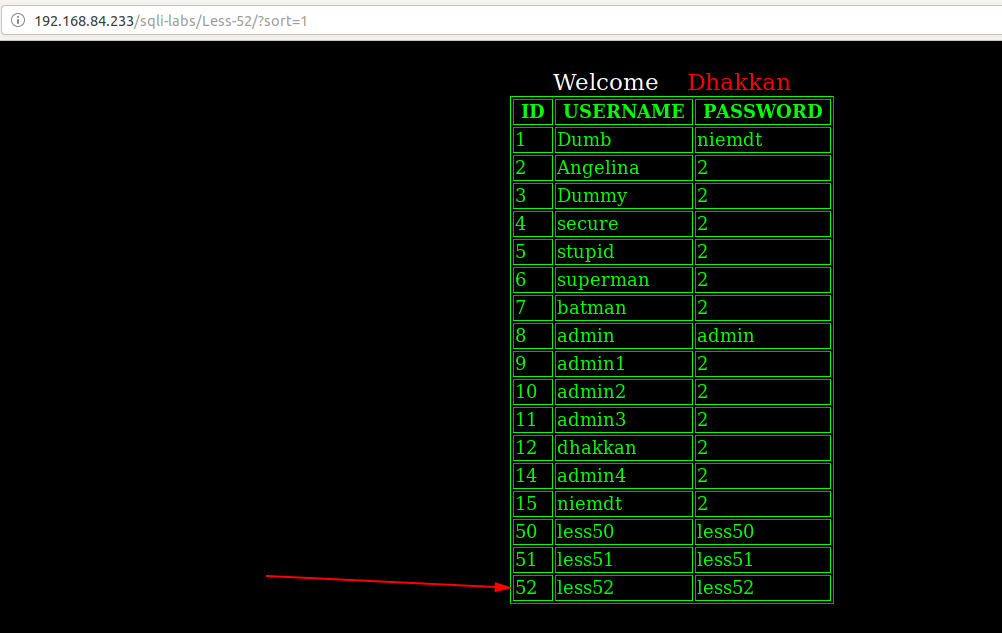 192.168.84.233/sqli-labs/Less-52/?sort=1
Welcome Dhakkan
ID USERNAME PASSWORD
1 Dumb niemdt
2 Angelina 2
3 Dummy 2
4 secure 2
5 stupid 2
6 superman 2
7 batman 2
8 admin admin
9 admin1 2
10 admin2 2
11 admin3 2
12 dhakkan 2
14 admin4 2
15 niemdt 2
50 less50 less50
51 less51 less51
52 less52 less52